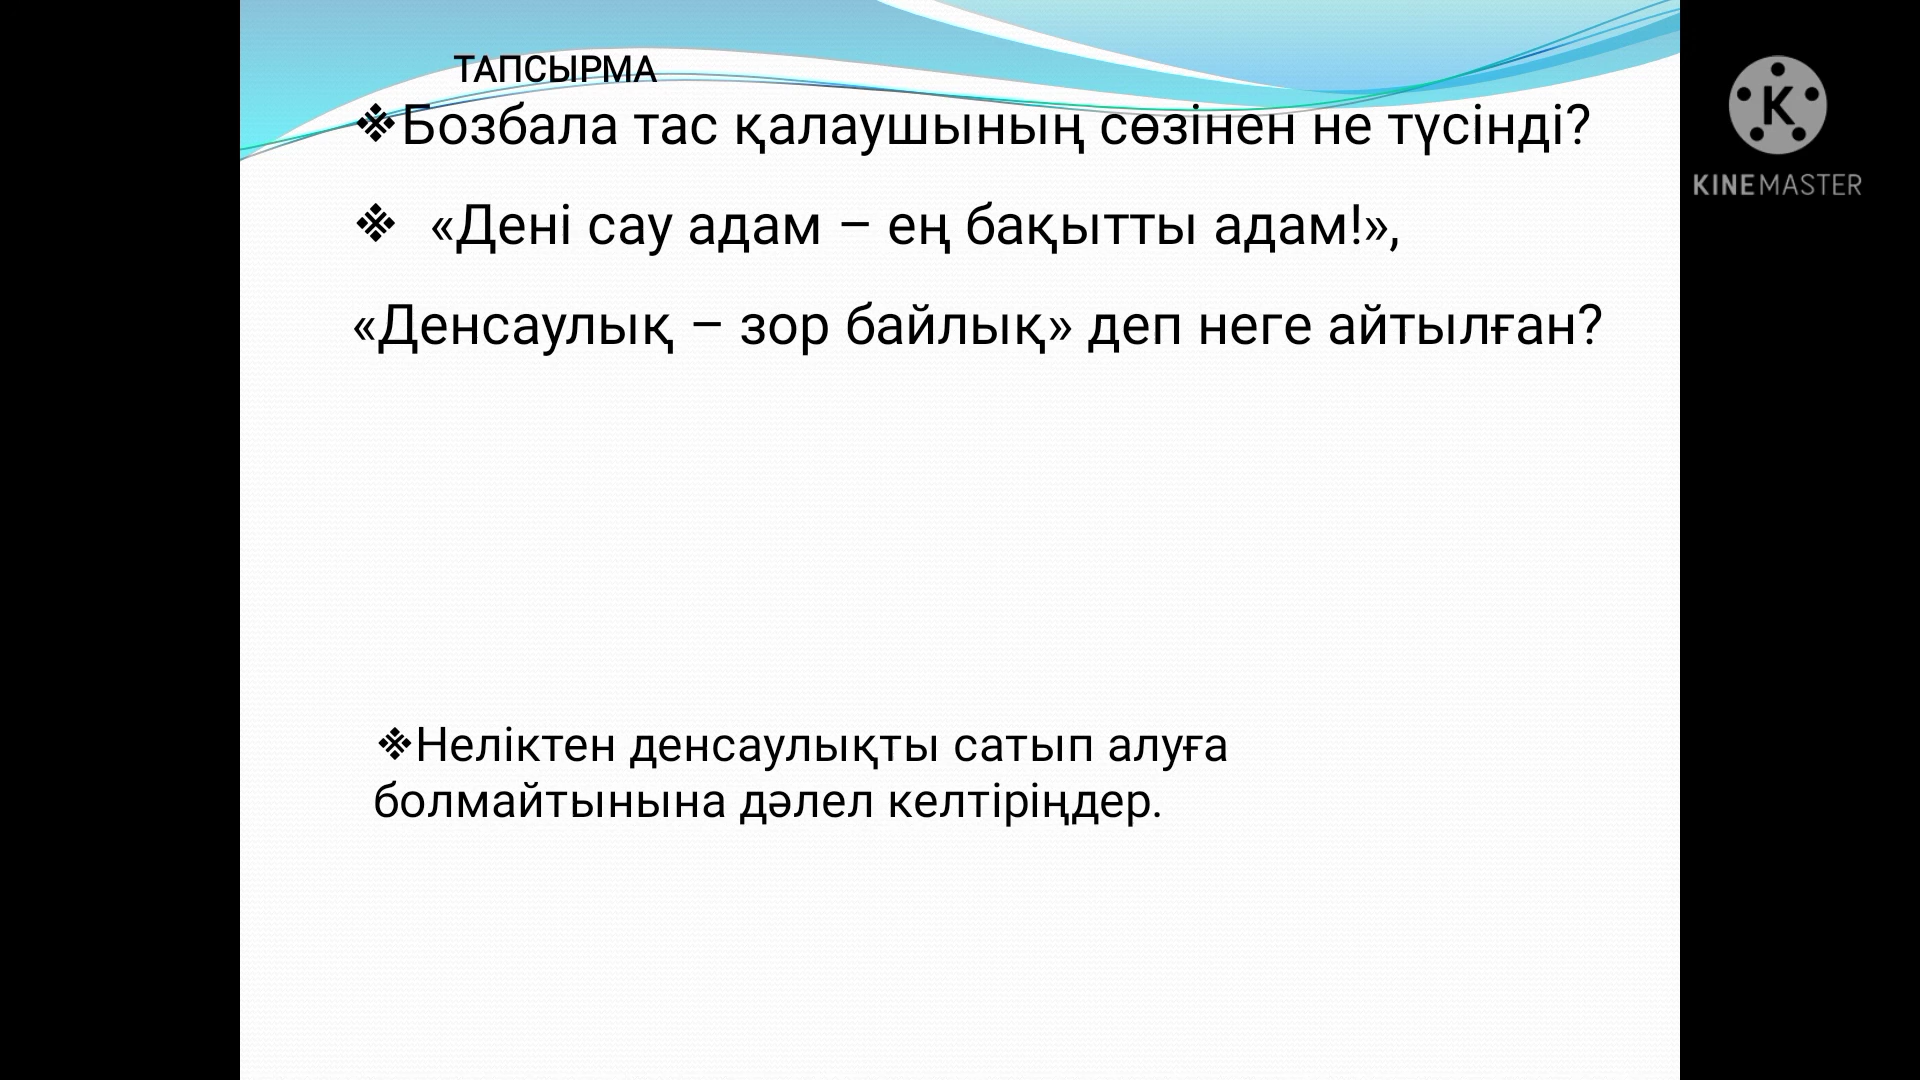 ТАПСЫРМА
❖Бозбала тас қалаушының сөзінен не түсінді?
❖ «Дені сау адам – ең бақытты адам!»,
«Денсаулық – зор байлық» деп неге айтылған?
❖Неліктен денсаулықты сатып алуға
болмайтынына дәлел келтіріңдер.
K
KINEMASTER